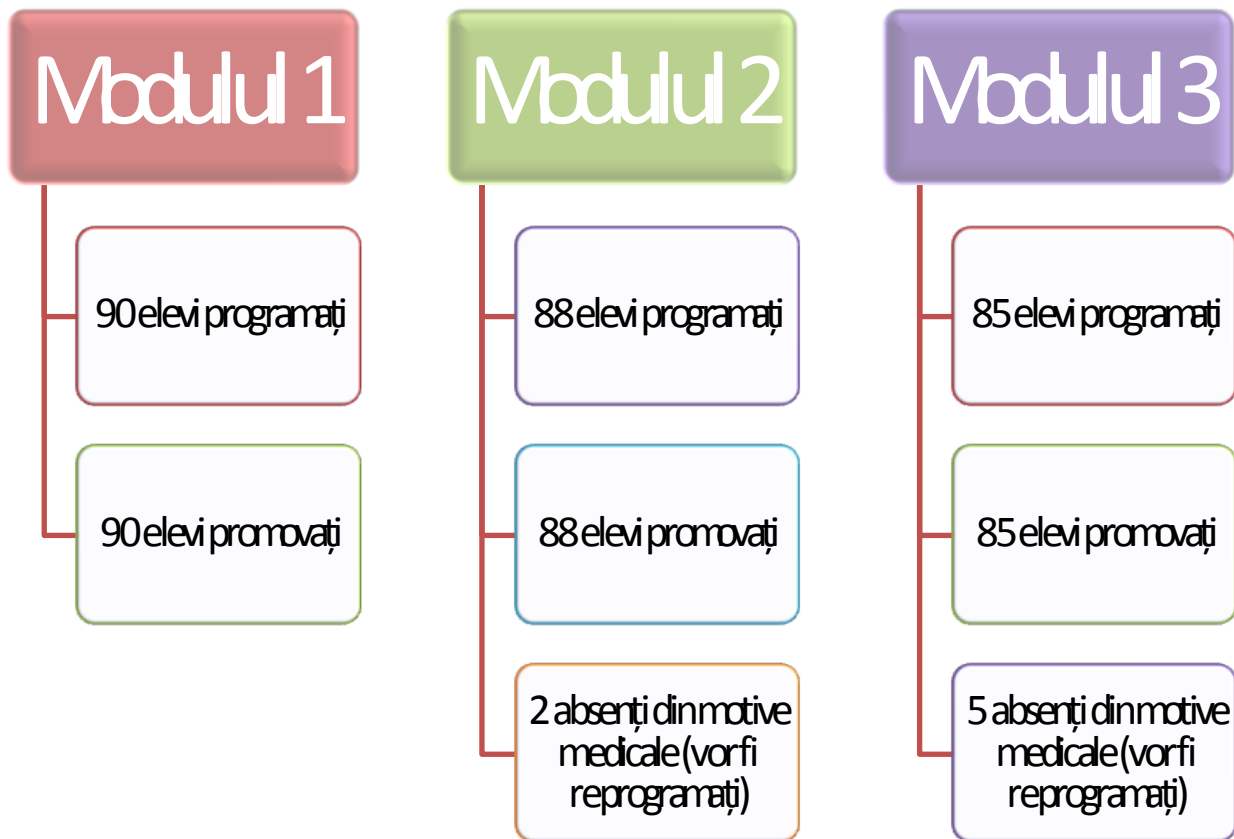 Modulul 1
90 elevi programați
90 elevi promovați
Modulul 2
88 elevi programați
88 elevi promovați
2 absenți din motive
medicale (vor fi
reprogramați)
Modulul 3
85 elevi programați
85 elevi promovați
5 absenți din motive
medicale (vor fi
reprogramați)